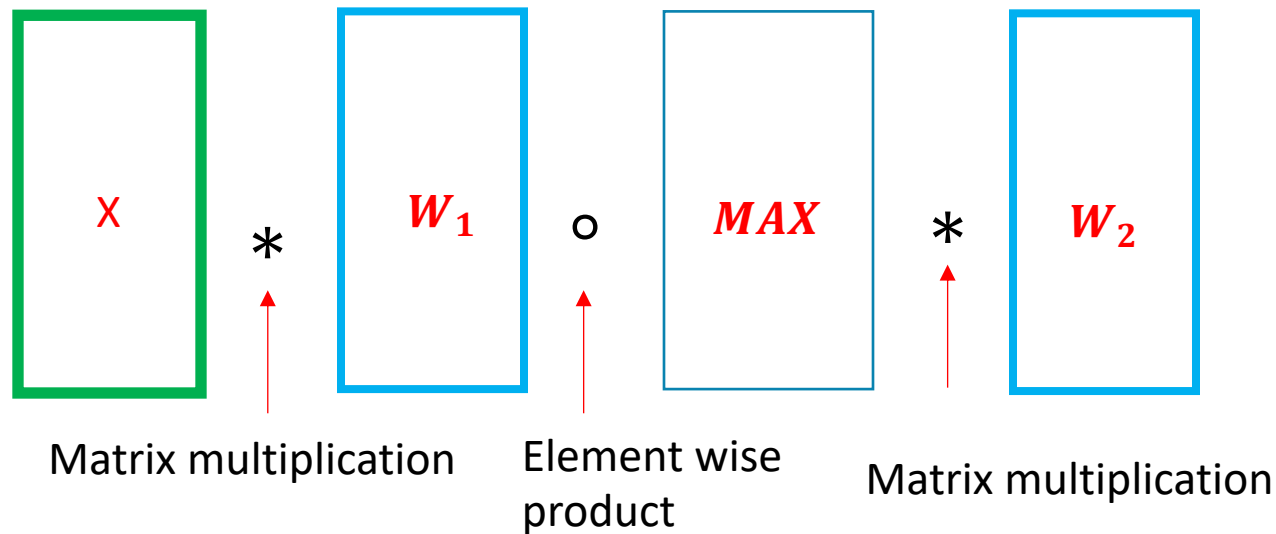 X * W₁ ∘ MAX * W₂
Matrix multiplication
Element wise
product
Matrix multiplication